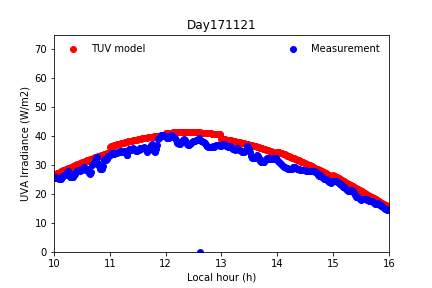 Day171121
TUV model
Measurement
UVA Irradiance (W/m2)
70
60
50
40
30
20
10
0
10 11 12 13 14 15 16
Local hour (h)